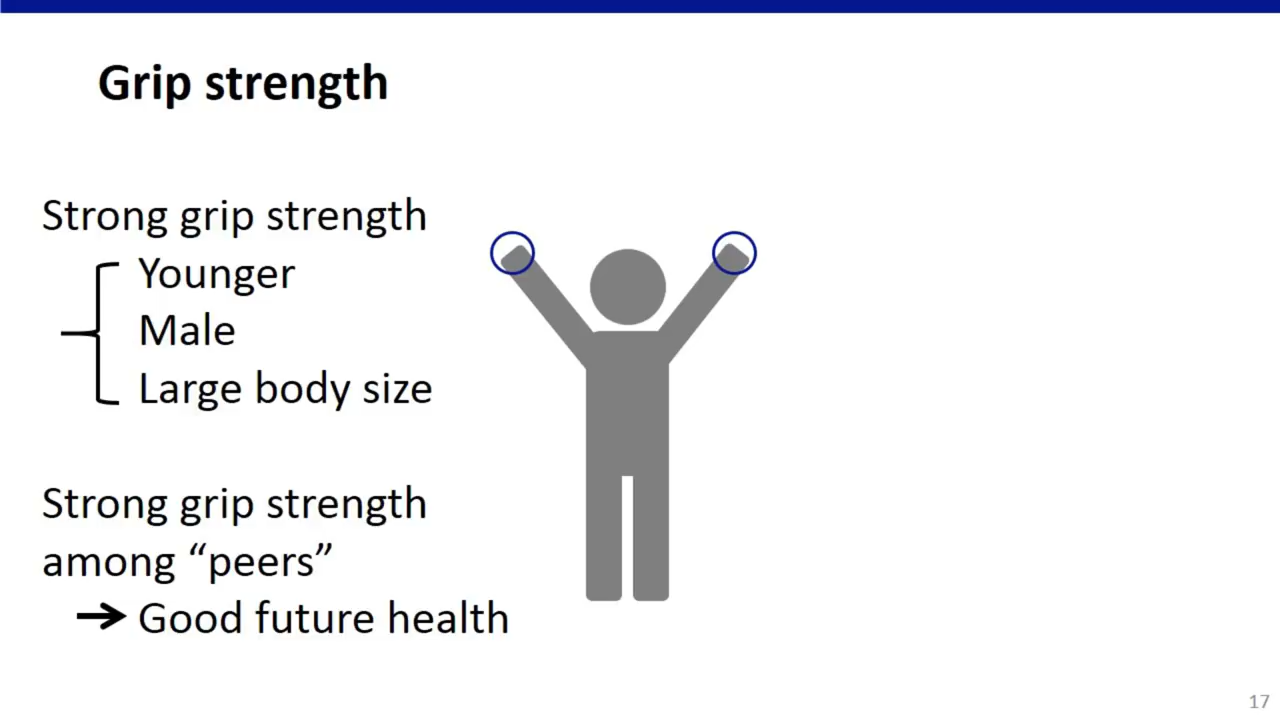 Grip strength
Strong grip strength
Younger
Male
Large body size
Strong grip strength
among “peers”
Good future health
17